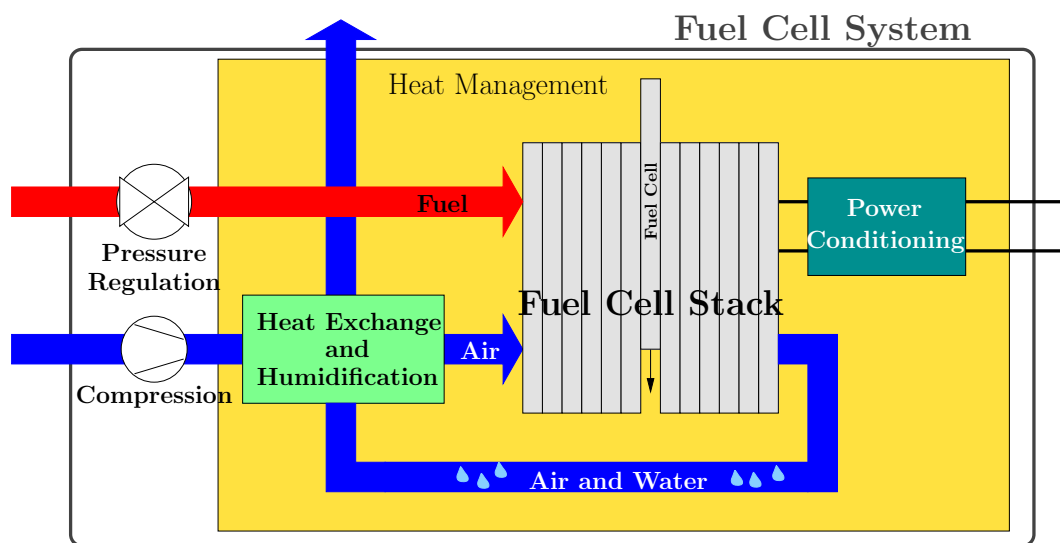 Fuel Cell System
Heat Management
Fuel Cell
Fuel
Power
Conditioning
Pressure
Regulation
Fuel Cell Stack
Heat Exchange
and
Humidification
Air
Compression
Air and Water